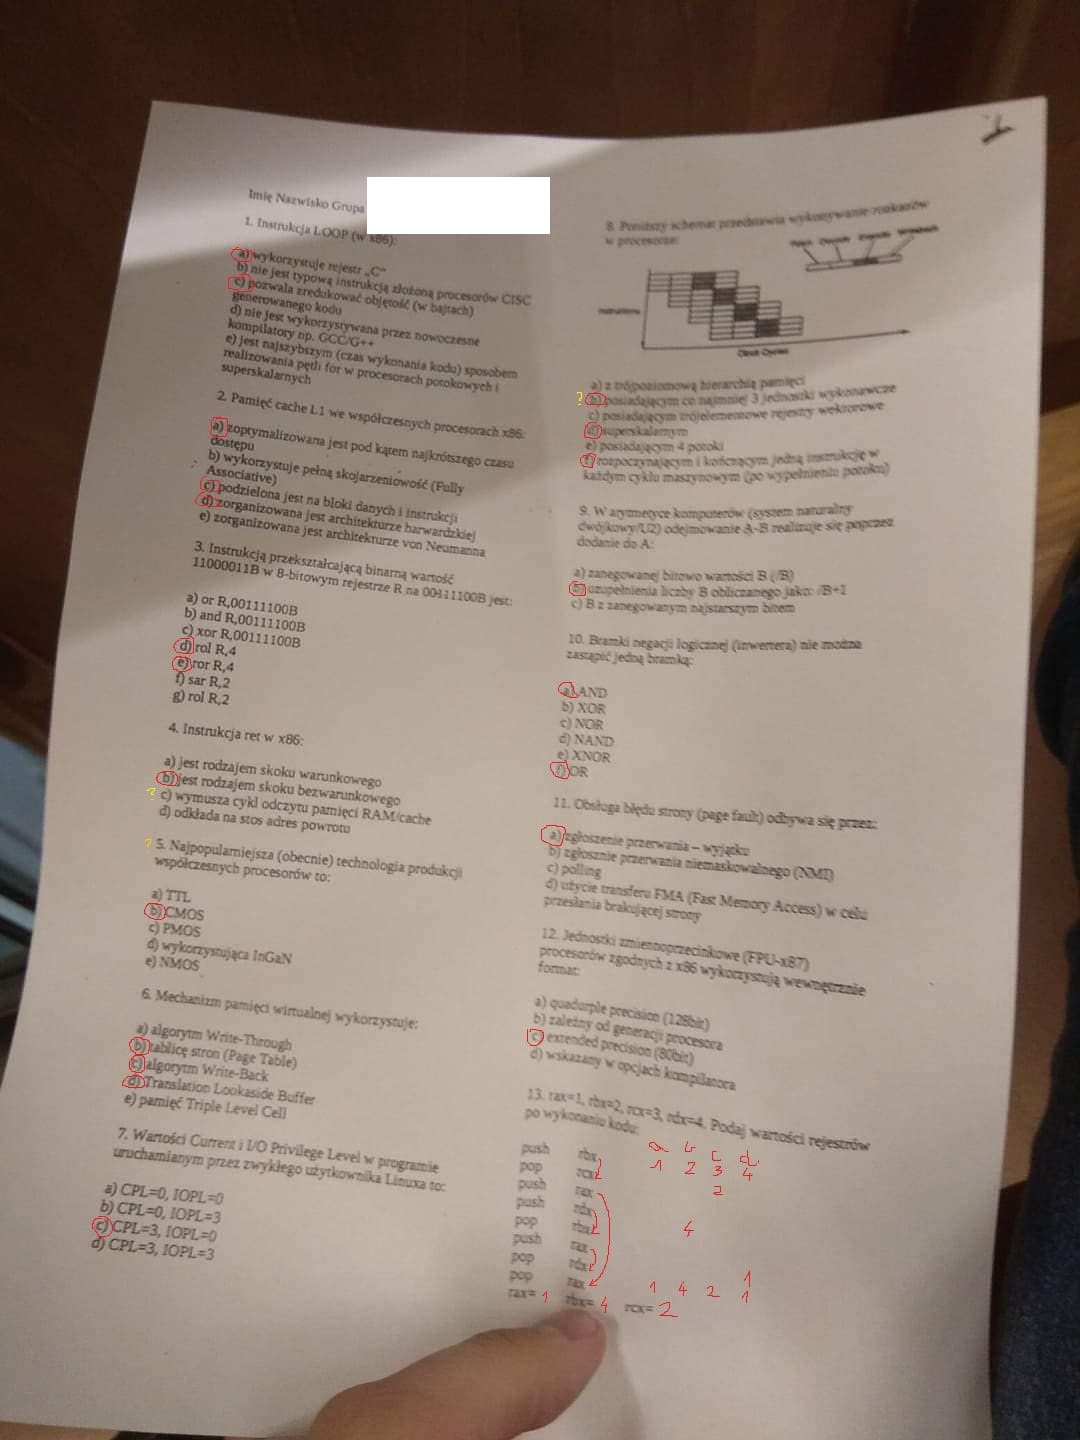 Imię Nazwisko Grupa
1. Instrukcja LOOP (w x86):
a) wykorzystuje rejestr „C"
b) nie jest typową instrukcją złożoną procesorów CISC
c) pozwala zredukować objętość (w bajtach)
generowanego kodu
d) nie jest wykorzystywana przez nowoczesne
kompilatory np. GCC/G++
e) jest najszybszym (czas wykonania kodu) sposobem
realizowania pętli for w procesorach potokowych i
superskalarnych
2. Pamięć cache L1 we współczesnych procesorach x86:
a) zoptymalizowana jest pod kątem najkrótszego czasu
dostępu
b) wykorzystuje pełną skojarzeniowość (Fully
Associative)
c) podzielona jest na bloki danych i instrukcji
d) zorganizowana jest architekturze harwardzkiej
e) zorganizowana jest architekturze von Neumanna
3. Instrukcją przekształcającą binarną wartość
11000011B w 8-bitowym rejestrze R na 00111100B jest:
a) or R,00111100B
b) and R,00111100B
c) xor R,00111100B
d) rol R,4
e) ror R,4
f) sar R,2
g) rol R,2
4. Instrukcja ret w x86:
a) jest rodzajem skoku warunkowego
b) jest rodzajem skoku bezwarunkowego
? c) wymusza cykl odczytu pamięci RAM/cache
d) odkłada na stos adres powrotu
? 5. Najpopularniejsza (obecnie) technologia produkcji
współczesnych procesorów to:
a) TTL
b) CMOS
c) PMOS
d) wykorzystująca InGaN
e) NMOS
6. Mechanizm pamięci wirtualnej wykorzystuje:
a) algorytm Write-Through
b) tablicę stron (Page Table)
c) algorytm Write-Back
d) Translation Lookaside Buffer
e) pamięć Triple Level Cell
7. Wartości Current i I/O Privilege Level w programie
uruchamianym przez zwykłego użytkownika Linuxa to:
a) CPL=0, IOPL=0
b) CPL=0, IOPL=3
c) CPL=3, IOPL=0
d) CPL=3, IOPL=3
8. Poniższy schemat przedstawia wykonywanie rozkazów
w procesorze:
Instructions
Clock Cycles
a) z trójpoziomową hierarchią pamięci
? b) posiadającym co najmniej 3 jednostki wykonawcze
c) posiadającym trójelementowe rejestry wektorowe
d) superskalarnym
e) posiadającym 4 potoki
f) rozpoczynającym i kończącym jedną instrukcję w
każdym cyklu maszynowym (po wypełnieniu potoku)
9. W arytmetyce komputerów (system naturalny
dwójkowy/U2) odejmowanie A-B realizuje się poprzez
dodanie do A:
a) zanegowanej bitowo wartości B (/B)
b) uzupełnienia liczby B obliczanego jako: /B+1
c) B z zanegowanym najstarszym bitem
10. Bramki negacji logicznej (inwertera) nie można
zastąpić jedną bramką:
a) AND
b) XOR
c) NOR
d) NAND
e) XNOR
f) OR
11. Obsługa błędu strony (page fault) odbywa się przez:
a) zgłoszenie przerwania – wyjątku
b) zgłosznie przerwania niemaskowalnego (NMI)
c) polling
d) użycie transferu FMA (Fast Memory Access) w celu
przesłania brakującej strony
12. Jednostki zmiennoprzecinkowe (FPU-x87)
procesorów zgodnych z x86 wykorzystują wewnętrznie
format:
a) quadurple precision (128bit)
b) zależny od generacji procesora
c) extended precision (80bit)
d) wskazany w opcjach kompilatora
13. rax=1, rbx=2, rcx=3, rdx=4. Podaj wartości rejestrów
po wykonaniu kodu:
a b c d
push rbx 1 2 3 4
pop rcx 2
push rax
push rdx
pop rbx 4
push rax
pop rdx 1
pop rax 1 4 2 1
rax= 1 rbx= 4 rcx= 2